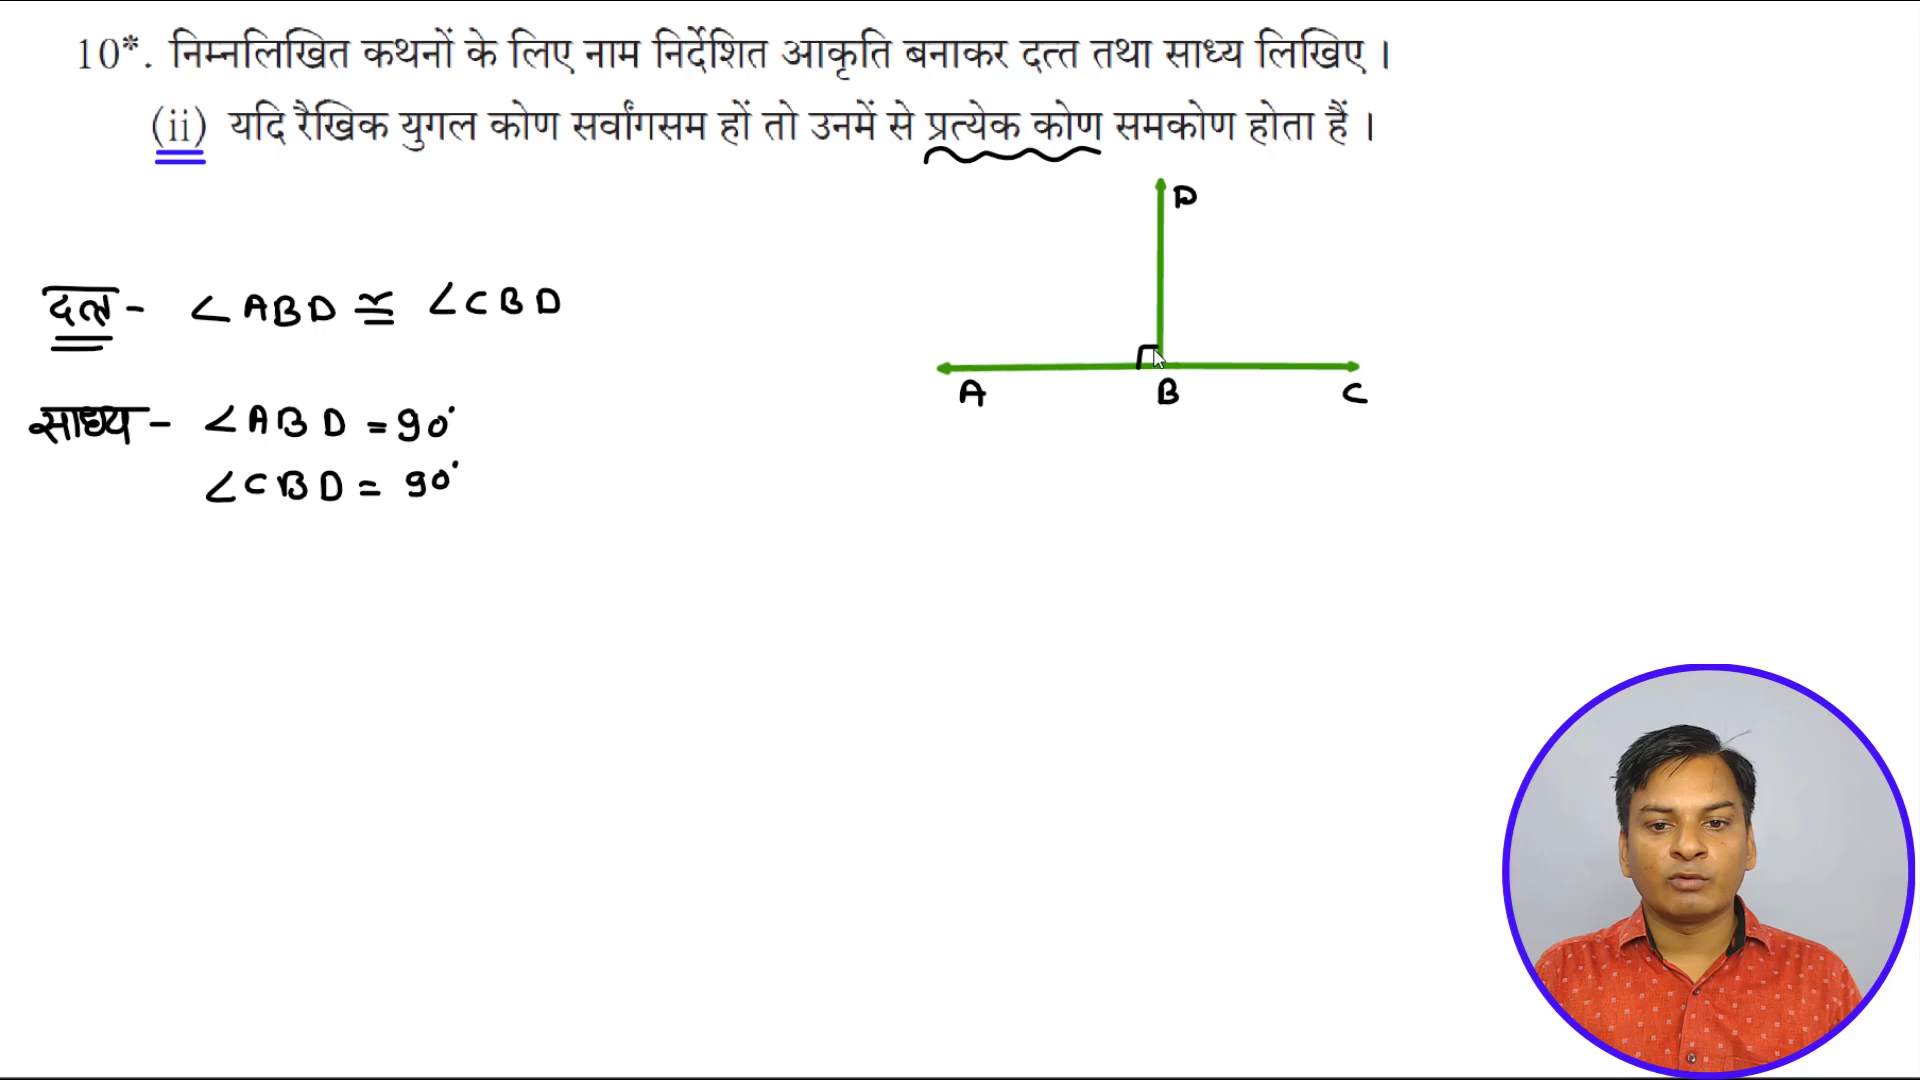 10*. निम्नलिखित कथनों के लिए नाम निर्देशित आकृति बनाकर दत्त तथा साध्य लिखिए ।
(ii) यदि रैखिक युगल कोण सर्वांगसम हों तो उनमें से प्रत्येक कोण समकोण होता हैं ।
D
दत्त - ∠ABD ≅ ∠CBD
A B C
साध्य - ∠ABD = 90°
∠CBD = 90°